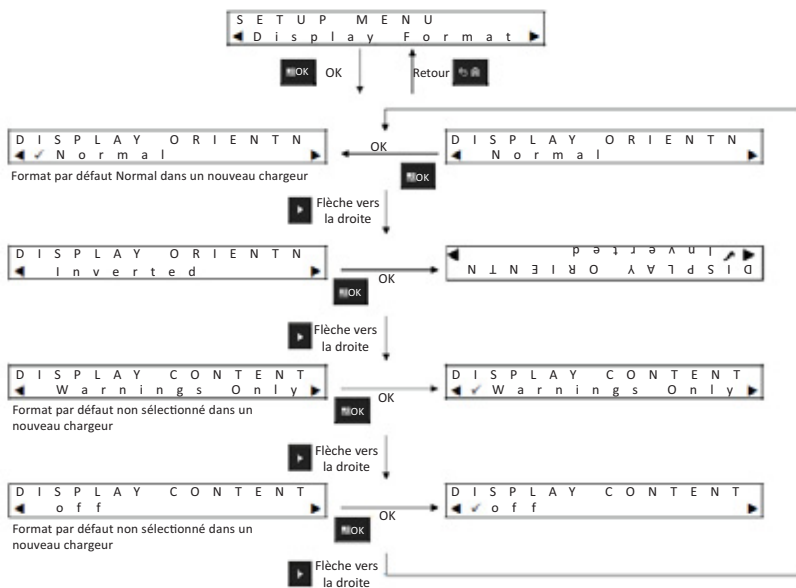 SETUP MENU
◀Display Format▶
OK OK
Retour
DISPLAY ORIENTN
◀ ✓ Normal ▶
OK
DISPLAY ORIENTN
◀ Normal ▶
OK
Format par défaut Normal dans un nouveau chargeur
Flèche vers
la droite
DISPLAY ORIENTN
◀ Inverted ▶
OK
OK
DISPLAY ORIENTN
◀ ✓ Inverted ▶
Flèche vers
la droite
DISPLAY CONTENT
◀ Warnings Only ▶
OK
OK
DISPLAY CONTENT
◀ ✓ Warnings Only ▶
Format par défaut non sélectionné dans un
nouveau chargeur
Flèche vers
la droite
DISPLAY CONTENT
◀ off ▶
OK
OK
DISPLAY CONTENT
◀ ✓ off ▶
Format par défaut non sélectionné dans un
nouveau chargeur
Flèche vers
la droite